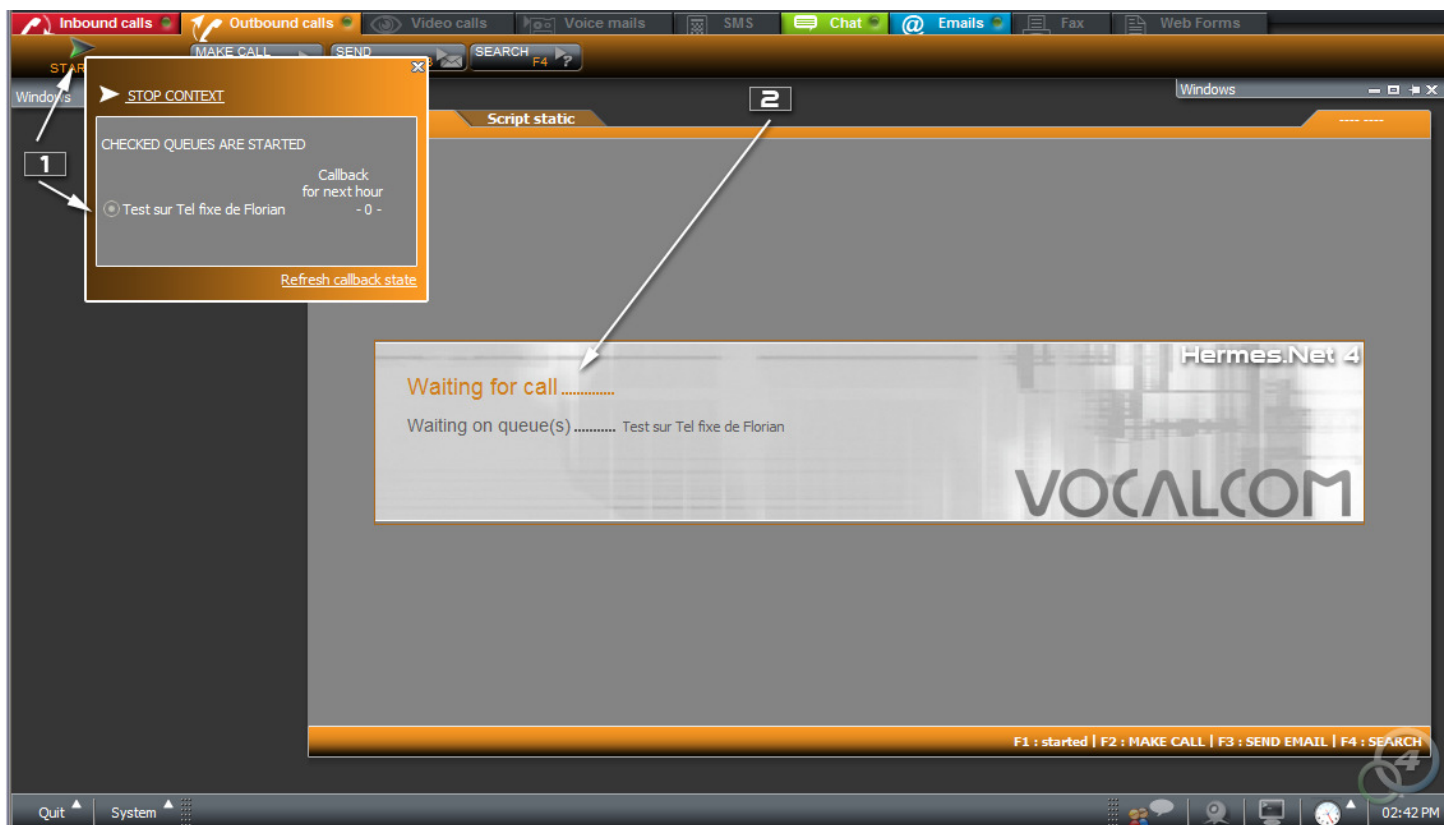 Inbound calls
Outbound calls
Video calls
Voice mails
SMS
Chat
@ Emails
Fax
Web Forms
MAKE CALL
SEND
SEARCH
F4 ?
Windows
STOP CONTEXT
x
CHECKED QUEUES ARE STARTED
Callback
for next hour
Test sur Tel fixe de Florian - 0 -
Refresh callback state
1
2
Windows
Script static
---- ----
Hermes.Net 4
Waiting for call .............
Waiting on queue(s) ........... Test sur Tel fixe de Florian
VOCALCOM
F1 : started | F2 : MAKE CALL | F3 : SEND EMAIL | F4 : SEARCH
4
Quit
System
02:42 PM